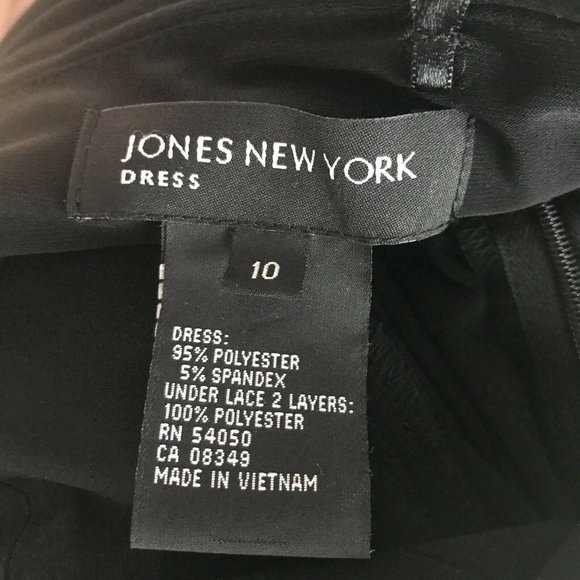 JONES NEW YORK
DRESS
10
DRESS:
95% POLYESTER
5% SPANDEX
UNDER LACE 2 LAYERS:
100% POLYESTER
RN 54050
CA 08349
MADE IN VIETNAM